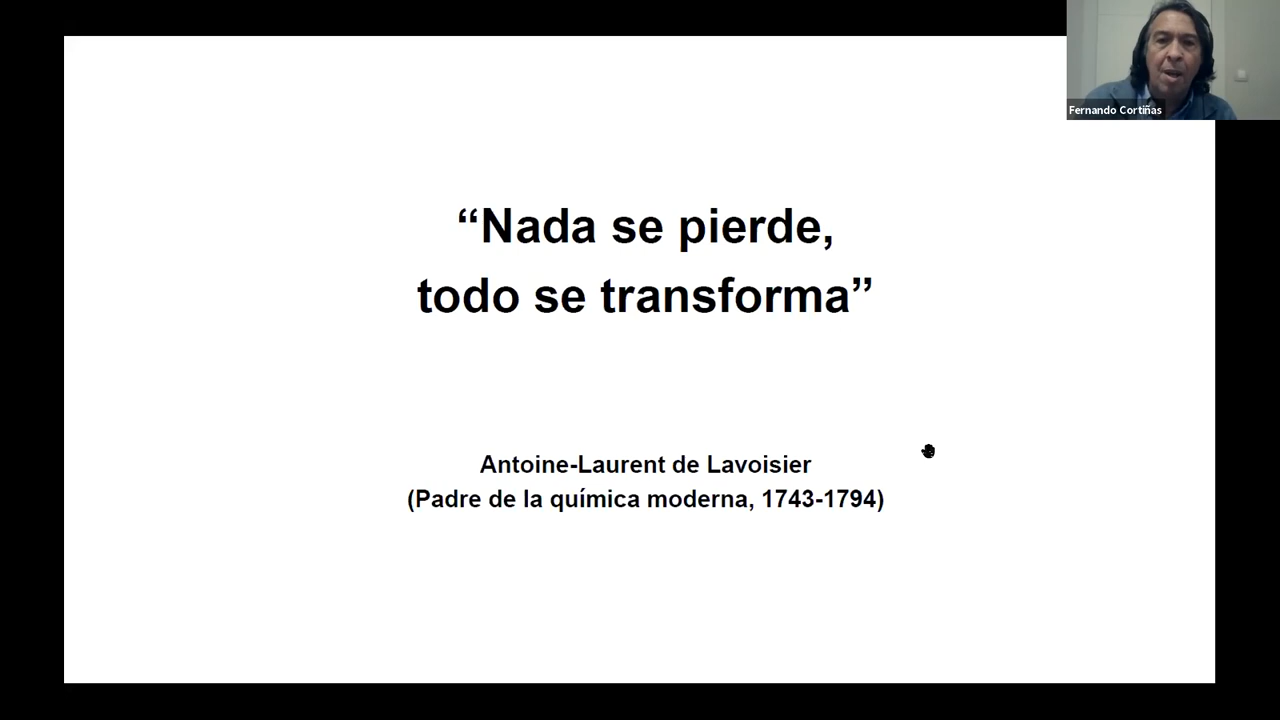 Fernando Cortiñas
“Nada se pierde,
todo se transforma”
Antoine-Laurent de Lavoisier
(Padre de la química moderna, 1743-1794)